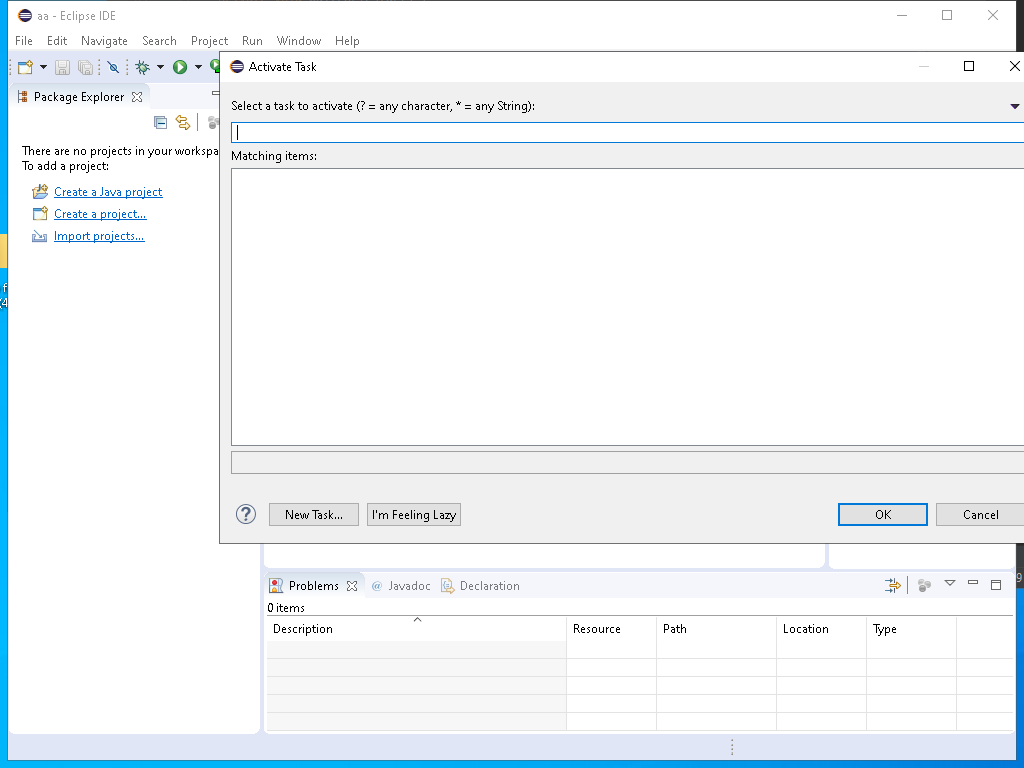 aa - Eclipse IDE
File Edit Navigate Search Project Run Window Help
Activate Task
Package Explorer
Select a task to activate (? = any character, * = any String):
Matching items:
There are no projects in your workspa
To add a project:
Create a Java project
Create a project...
Import projects...
f
(4
New Task...
I'm Feeling Lazy
OK
Cancel
9
Problems @ Javadoc Declaration
0 items
Description Resource Path Location Type